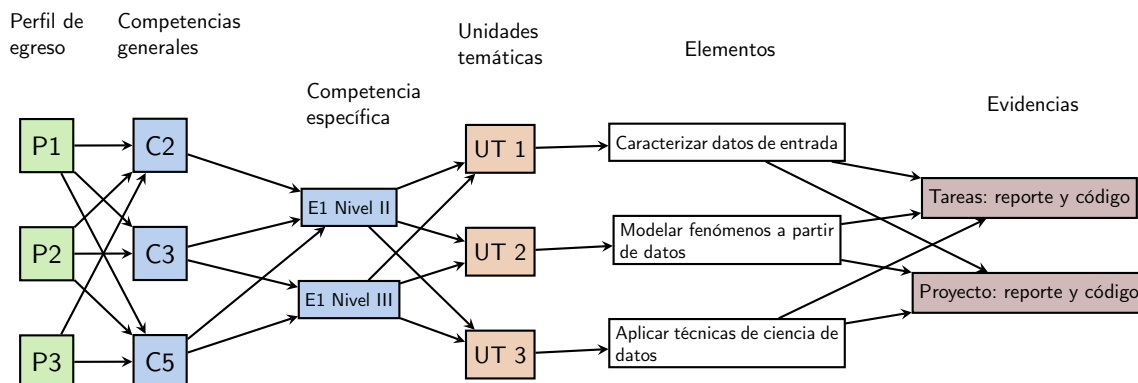 Perfil de
egreso
Competencias
generales
Competencia
específica
Unidades
temáticas
Elementos
Evidencias
P1
P2
P3
C2
C3
C5
E1 Nivel II
E1 Nivel III
UT 1
UT 2
UT 3
Caracterizar datos de entrada
Modelar fenómenos a partir
de datos
Aplicar técnicas de ciencia de
datos
Tareas: reporte y código
Proyecto: reporte y código